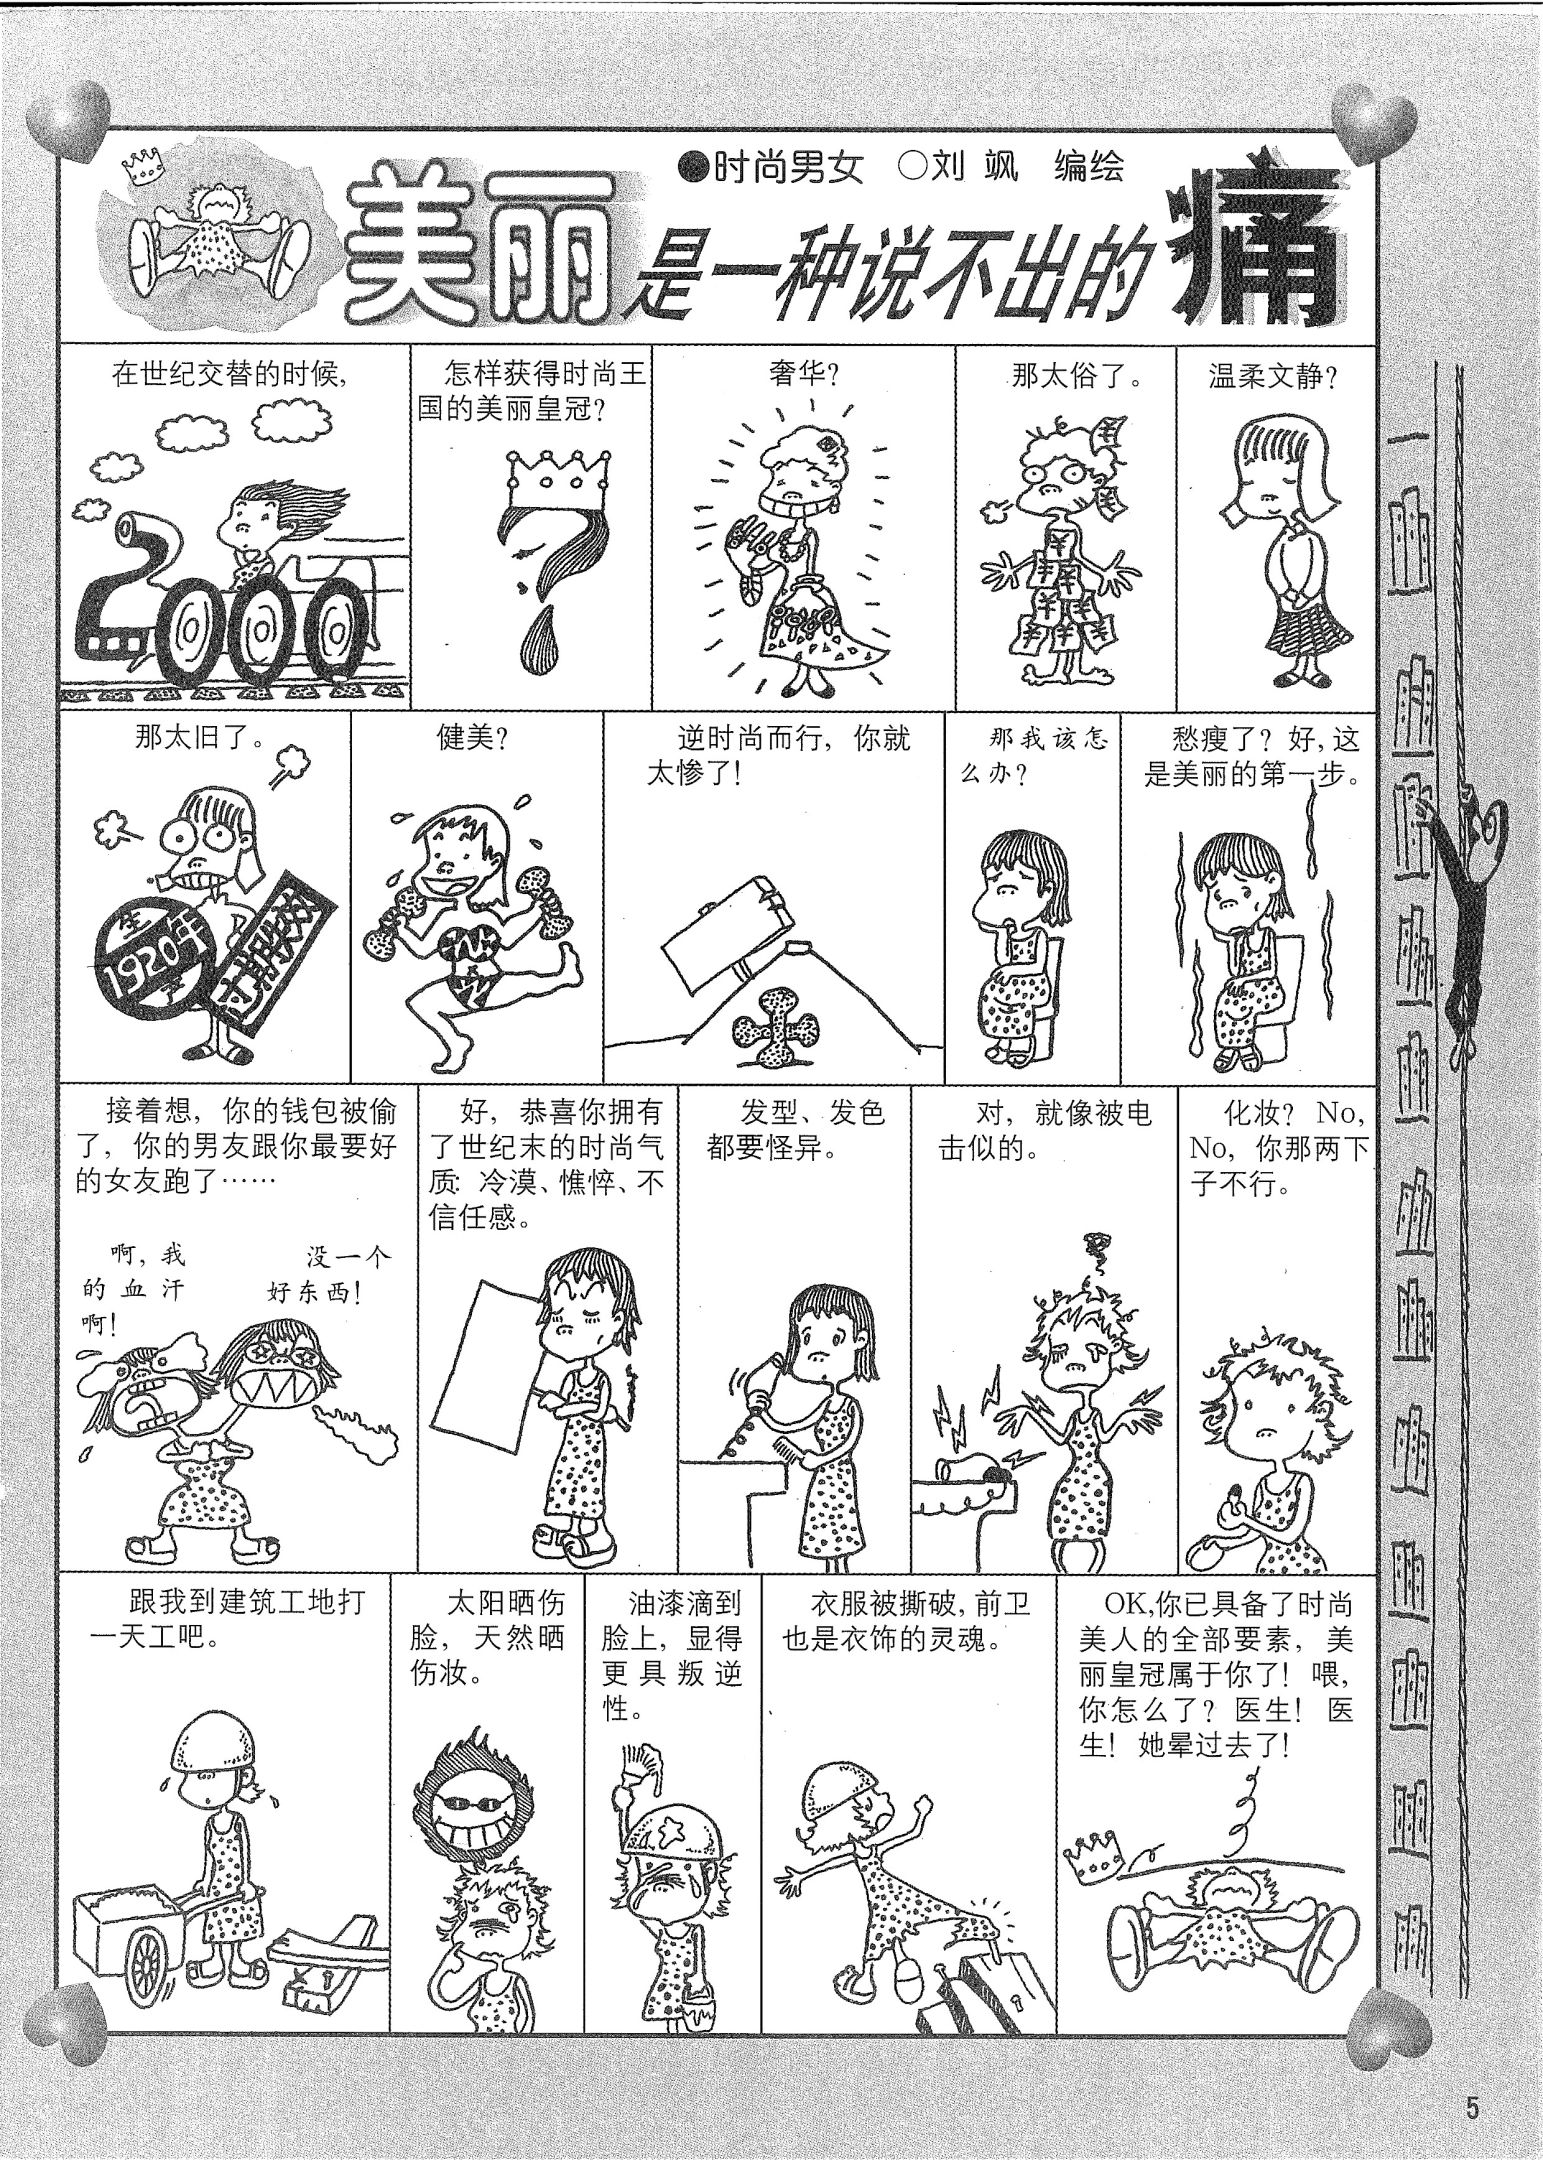 ●时尚男女 ○刘飒 编绘
美丽是一种说不出的痛
在世纪交替的时候,
2000
怎样获得时尚王
国的美丽皇冠?
奢华?
那太俗了。
¥
¥
¥ ¥
¥ ¥
¥ ¥ ¥
温柔文静?
那太旧了。
生
1920年
产
过期失效
健美?
逆时尚而行, 你就
太惨了!
那我该怎
么办?
愁瘦了? 好, 这
是美丽的第一步。
接着想, 你的钱包被偷
了, 你的男友跟你最要好
的女友跑了……
啊, 我
的血汗
啊!
没一个
好东西!
好, 恭喜你拥有
了世纪末的时尚气
质: 冷漠、憔悴、不
信任感。
发型、发色
都要怪异。
对, 就像被电
击似的。
化妆? No,
No, 你那两下
子不行。
跟我到建筑工地打
一天工吧。
太阳晒伤
脸, 天然晒
伤妆。
油漆滴到
脸上, 显得
更具叛逆
性。
衣服被撕破, 前卫
也是衣饰的灵魂。
OK,你已具备了时尚
美人的全部要素, 美
丽皇冠属于你了! 喂,
你怎么了? 医生! 医
生! 她晕过去了!
5